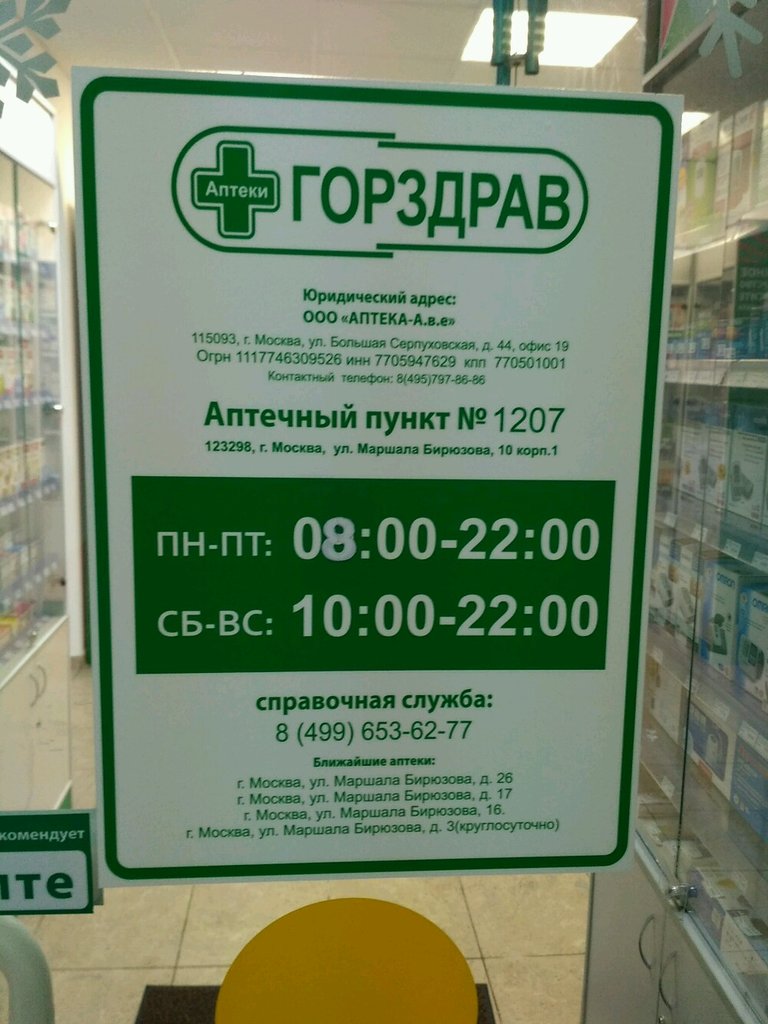 Аптеки ГОРЗДРАВ
Юридический адрес:
ООО «АПТЕКА-А.в.е»
115093, г. Москва, ул. Большая Серпуховская, д. 44, офис 19
Огрн 1117746309526 инн 7705947629 кпп 770501001
Контактный телефон: 8(495)797-86-86
Аптечный пункт № 1207
123298, г. Москва, ул. Маршала Бирюзова, 10 корп.1
ПН-ПТ: 08:00-22:00
СБ-ВС: 10:00-22:00
справочная служба:
8 (499) 653-62-77
Ближайшие аптеки:
г. Москва, ул. Маршала Бирюзова, д. 26
г. Москва, ул. Маршала Бирюзова, д. 17
г. Москва, ул. Маршала Бирюзова, 16.
г. Москва, ул. Маршала Бирюзова, д. 3(круглосуточно)
комендует
пте
omron
omron